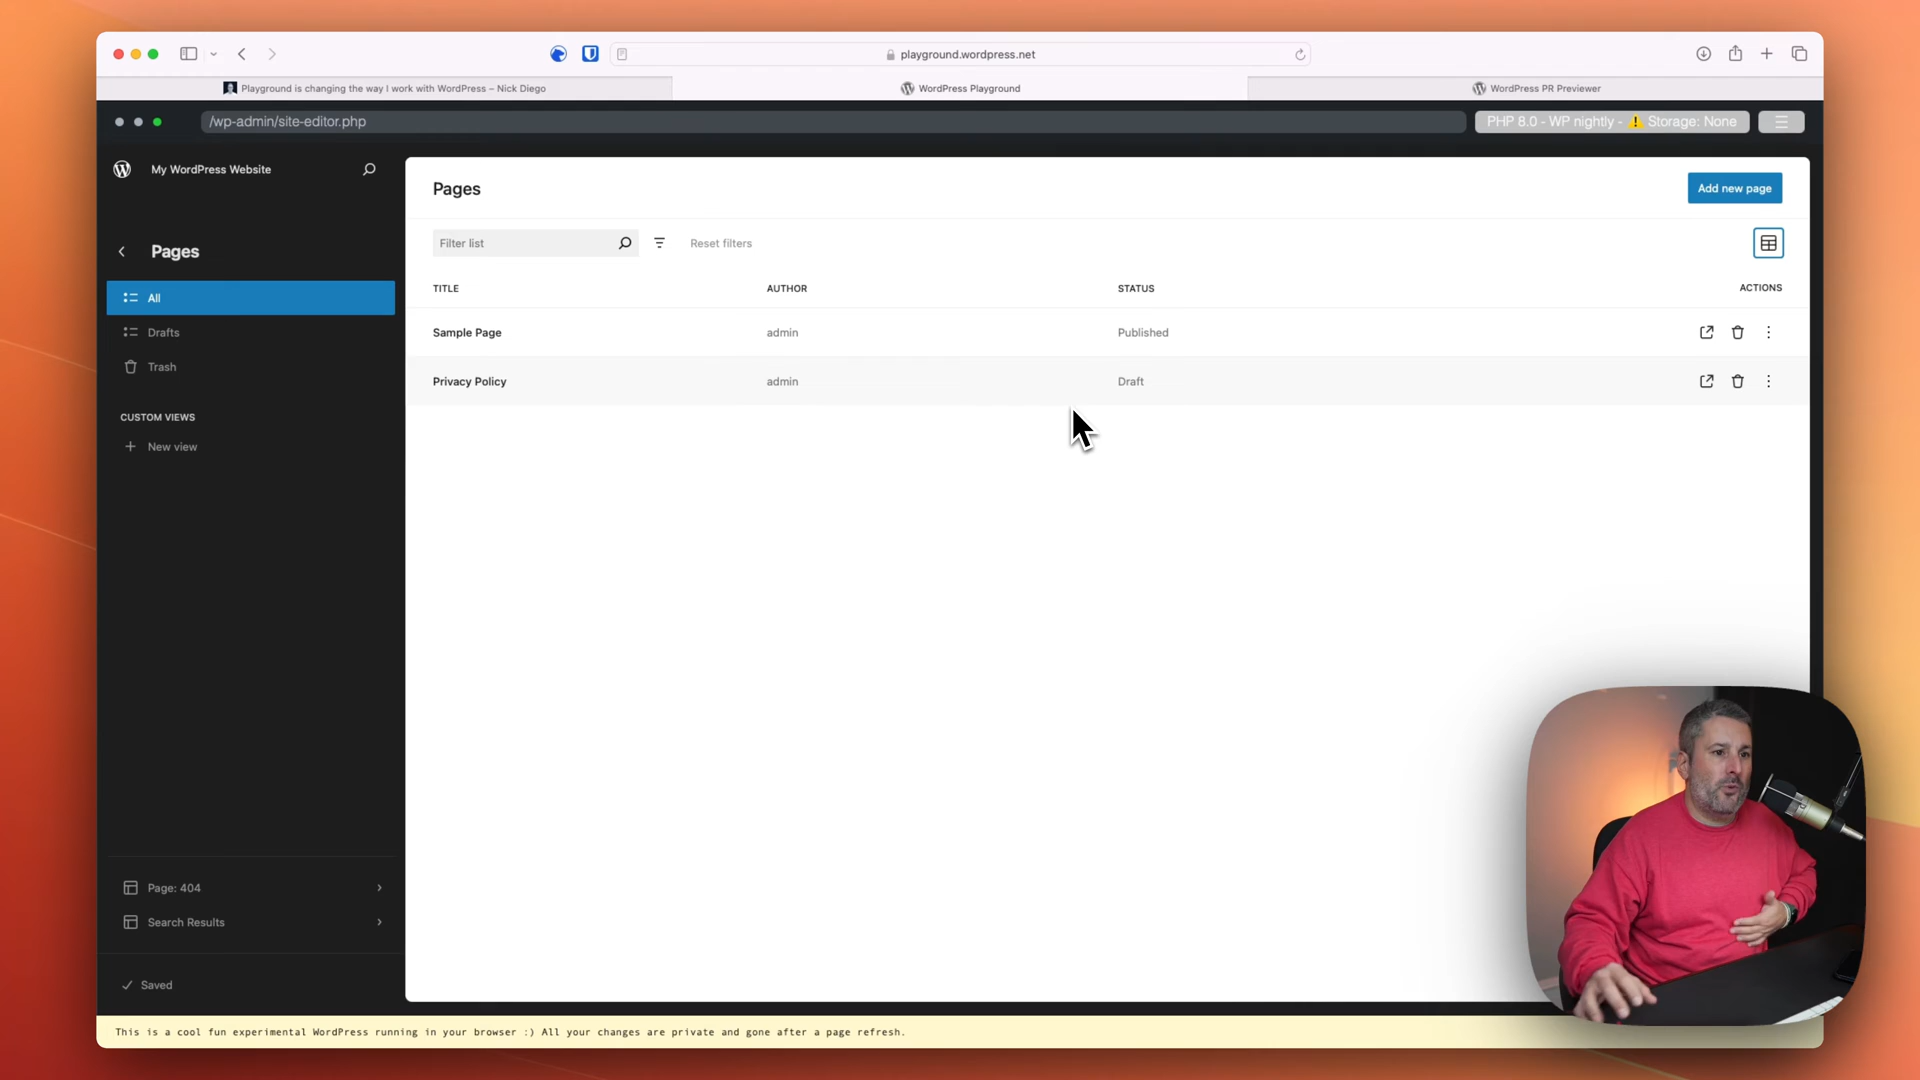 playground.wordpress.net
Playground is changing the way I work with WordPress – Nick Diego
WordPress Playground
WordPress PR Previewer
/wp-admin/site-editor.php
PHP 8.0 - WP nightly - ⚠️ Storage: None
My WordPress Website
Pages
All
Drafts
Trash
CUSTOM VIEWS
New view
Page: 404
Search Results
Saved
Pages
Add new page
Filter list
Reset filters
TITLE AUTHOR STATUS ACTIONS
Sample Page admin Published
Privacy Policy admin Draft
This is a cool fun experimental WordPress running in your browser :) All your changes are private and gone after a page refresh.